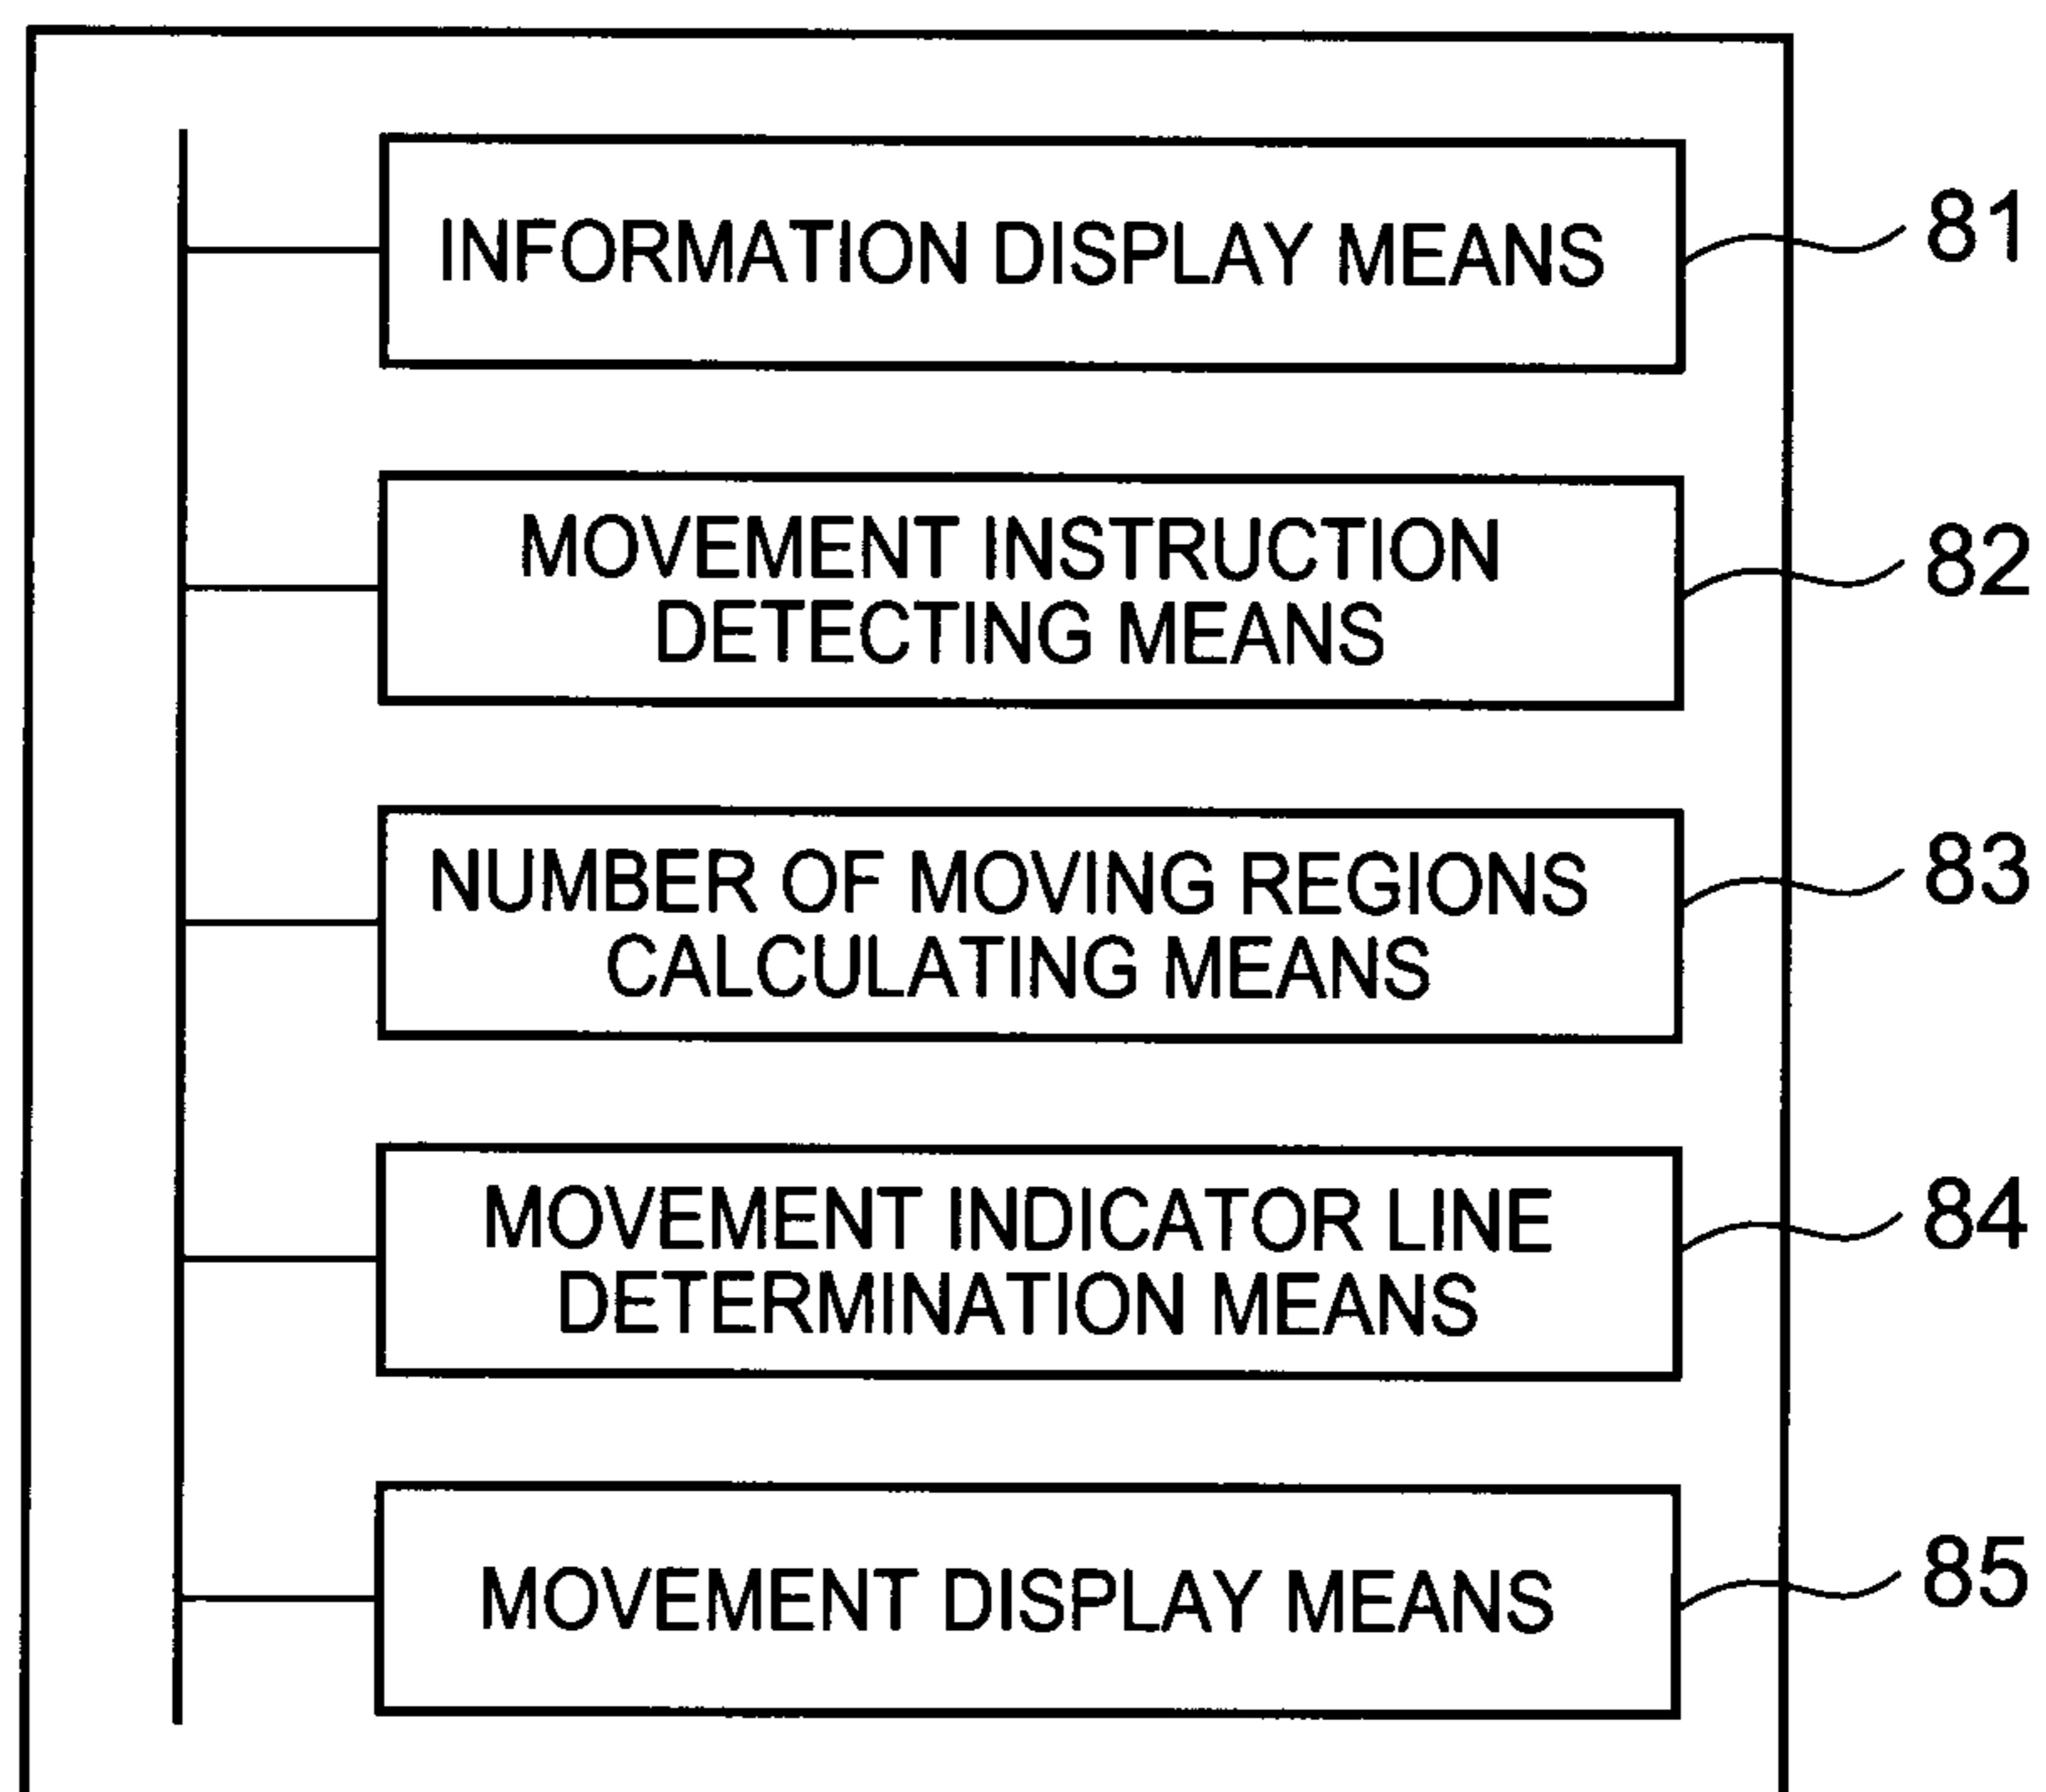 INFORMATION DISPLAY MEANS
81
MOVEMENT INSTRUCTION
DETECTING MEANS
82
NUMBER OF MOVING REGIONS
CALCULATING MEANS
83
MOVEMENT INDICATOR LINE
DETERMINATION MEANS
84
MOVEMENT DISPLAY MEANS
85